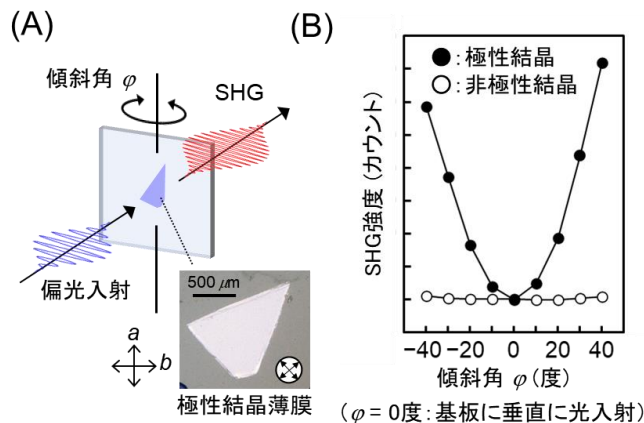 (A)
傾斜角 φ
SHG
偏光入射
a
b
500 μm
極性結晶薄膜
(B)
●:極性結晶
○:非極性結晶
SHG強度 (カウント)
−40 −20 0 20 40
傾斜角 φ (度)
(φ = 0度:基板に垂直に光入射)